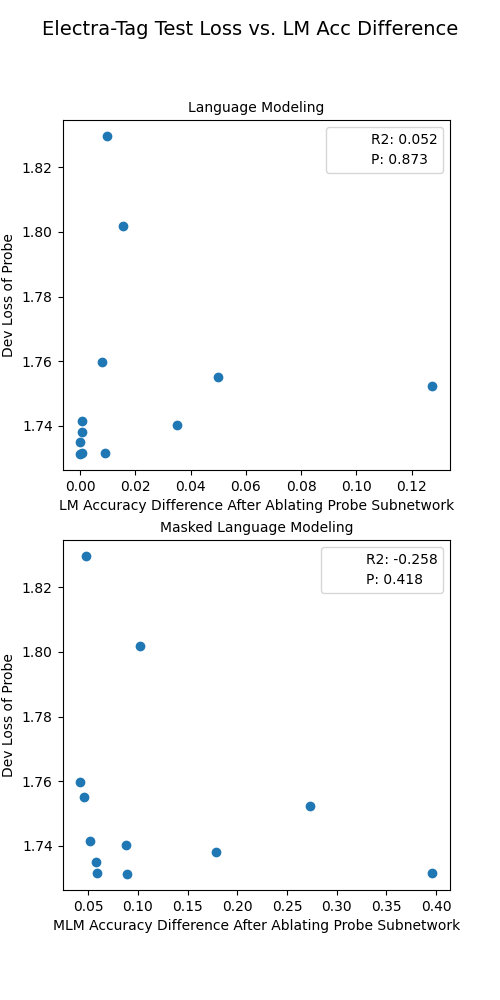 Electra-Tag Test Loss vs. LM Acc Difference
Language Modeling
R2: 0.052
P: 0.873
1.82
1.80
1.78
1.76
1.74
Dev Loss of Probe
0.00 0.02 0.04 0.06 0.08 0.10 0.12
LM Accuracy Difference After Ablating Probe Subnetwork
Masked Language Modeling
R2: -0.258
P: 0.418
1.82
1.80
1.78
1.76
1.74
Dev Loss of Probe
0.05 0.10 0.15 0.20 0.25 0.30 0.35 0.40
MLM Accuracy Difference After Ablating Probe Subnetwork